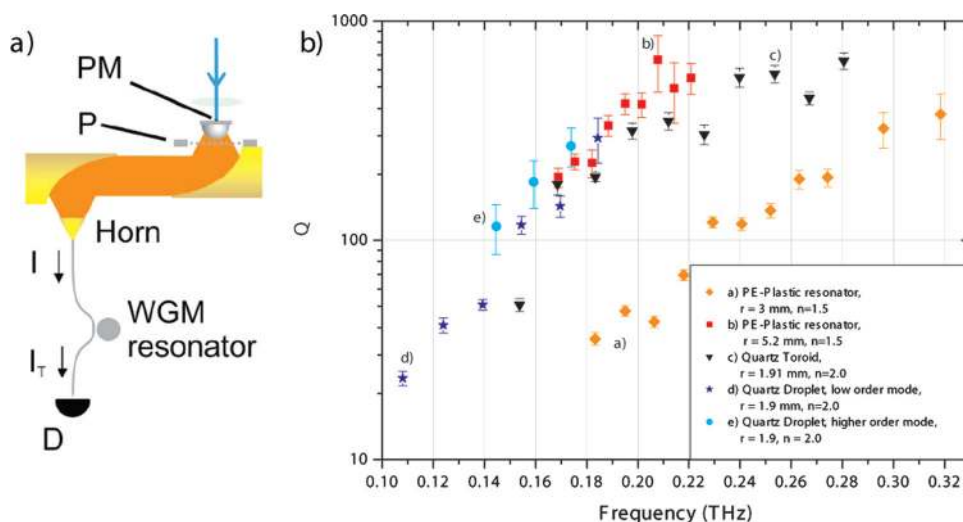 a)
PM
P
Horn
I
WGM
resonator
I_T
D
b)
1000
100
10
Q
b)
c)
e)
d)
a)
a) PE-Plastic resonator,
r = 3 mm, n=1.5
b) PE-Plastic resonator,
r = 5.2 mm, n=1.5
c) Quartz Toroid,
r = 1.91 mm, n=2.0
d) Quartz Droplet, low order mode,
r = 1.9 mm, n=2.0
e) Quartz Droplet, higher order mode,
r = 1.9, n = 2.0
0.10 0.12 0.14 0.16 0.18 0.20 0.22 0.24 0.26 0.28 0.30 0.32
Frequency (THz)